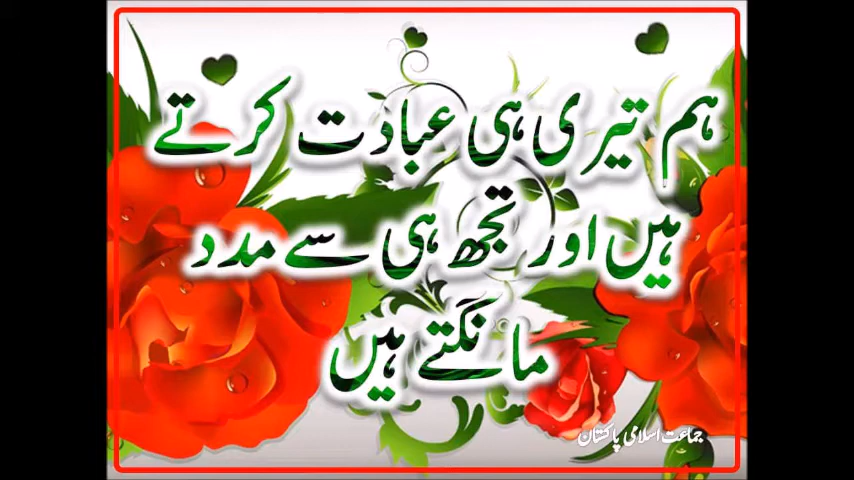 ہم تیری ہی عبادت کرتے
ہیں اور تجھ ہی سے مدد
مانگتے ہیں
جماعت اسلامی پاکستان